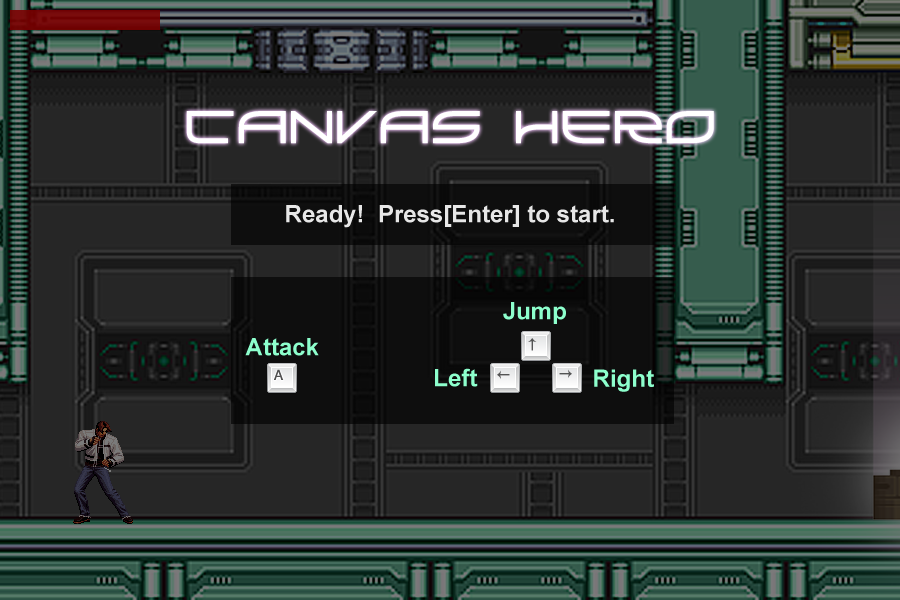 CANVAS HERO
Ready! Press[Enter] to start.
Jump
↑
Attack
A
Left ← → Right